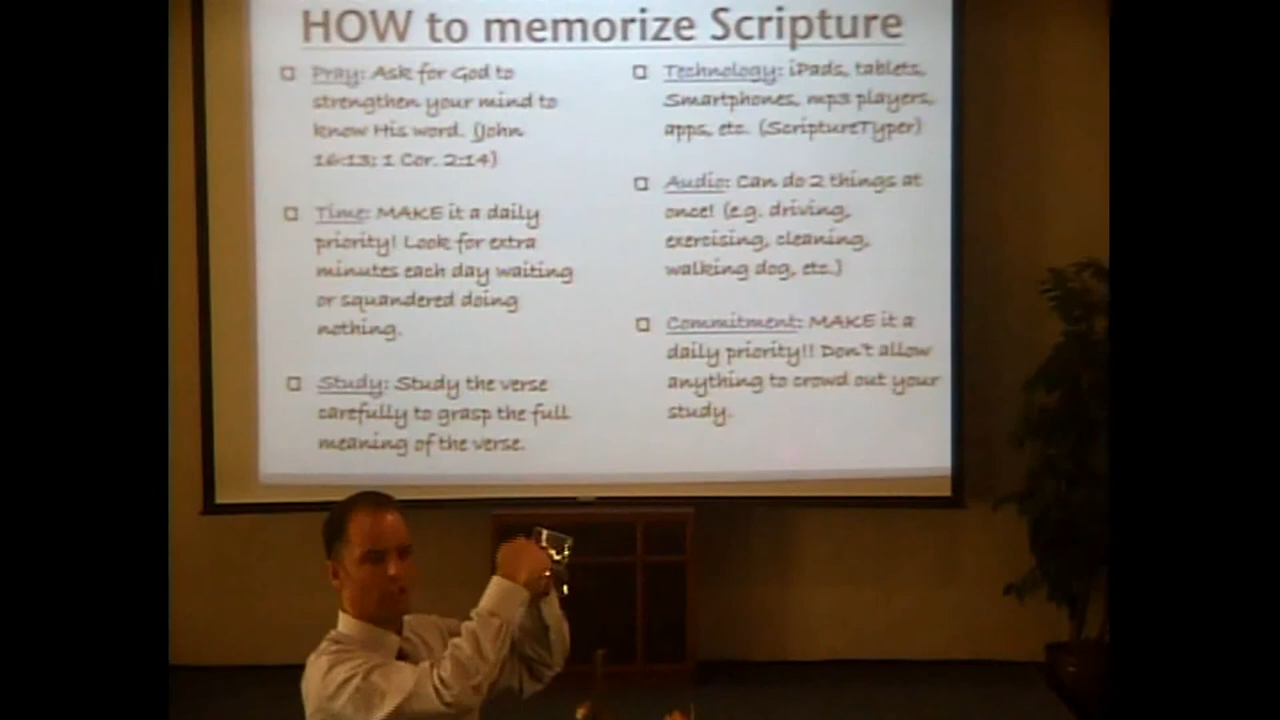 HOW to memorize Scripture
☐ Pray: Ask for God to
strengthen your mind to
know His word. (John
16:13; 1 Cor. 2:14)
☐ Time: MAKE it a daily
priority! Look for extra
minutes each day waiting
or squandered doing
nothing.
☐ Study: Study the verse
carefully to grasp the full
meaning of the verse.
☐ Technology: iPads, tablets,
Smartphones, mp3 players,
apps, etc. (ScriptureTyper)
☐ Audio: Can do 2 things at
once! (e.g. driving,
exercising, cleaning,
walking dog, etc.)
☐ Commitment: MAKE it a
daily priority!! Don't allow
anything to crowd out your
study.